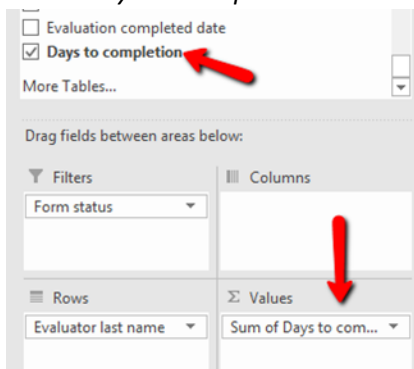 Evaluation completed date
Days to completion
More Tables...
Drag fields between areas below:
Filters
Columns
Form status
Rows
Σ Values
Evaluator last name
Sum of Days to com...